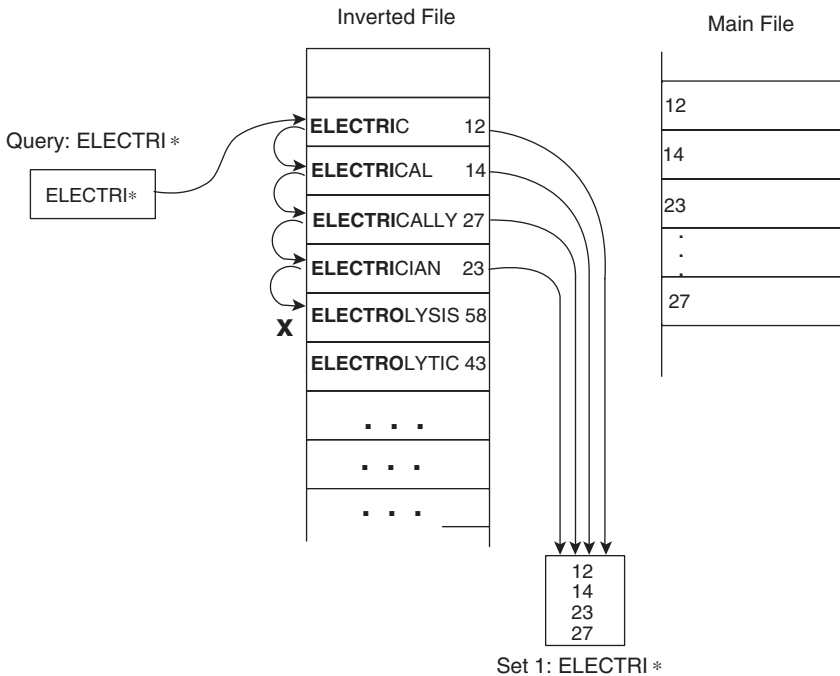 Inverted File
Main File
Query: ELECTRI*
ELECTRI*
ELECTRIC 12
ELECTRICAL 14
ELECTRICALLY 27
ELECTRICIAN 23
X
ELECTROLYSIS 58
ELECTROLYTIC 43
. . .
. . .
. . .
12
14
23
.
.
.
27
12
14
23
27
Set 1: ELECTRI*